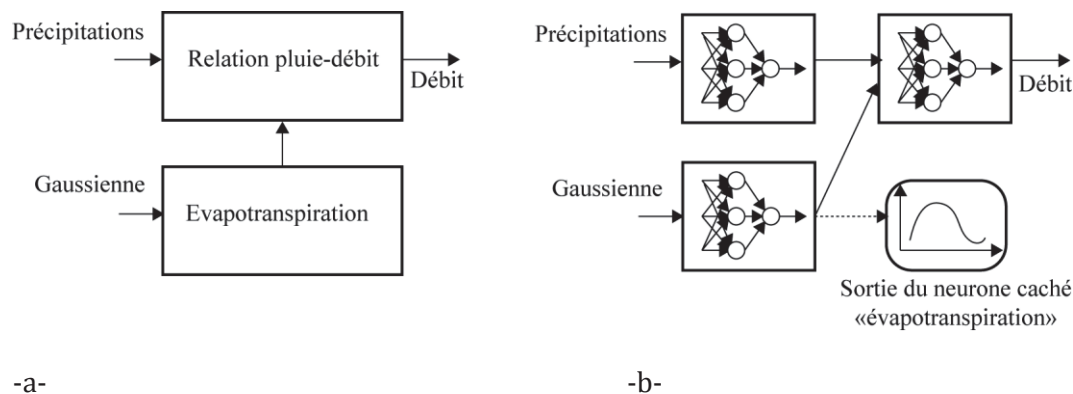 Précipitations
Relation pluie-débit
Débit
Gaussienne
Evapotranspiration
-a-
Précipitations
Débit
Gaussienne
Sortie du neurone caché
«évapotranspiration»
-b-